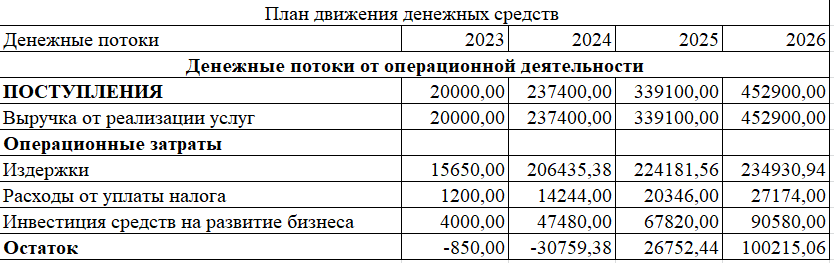 План движения денежных средств
Денежные потоки 2023 2024 2025 2026
Денежные потоки от операционной деятельности
ПОСТУПЛЕНИЯ 20000,00 237400,00 339100,00 452900,00
Выручка от реализации услуг 20000,00 237400,00 339100,00 452900,00
Операционные затраты
Издержки 15650,00 206435,38 224181,56 234930,94
Расходы от уплаты налога 1200,00 14244,00 20346,00 27174,00
Инвестиция средств на развитие бизнеса 4000,00 47480,00 67820,00 90580,00
Остаток -850,00 -30759,38 26752,44 100215,06